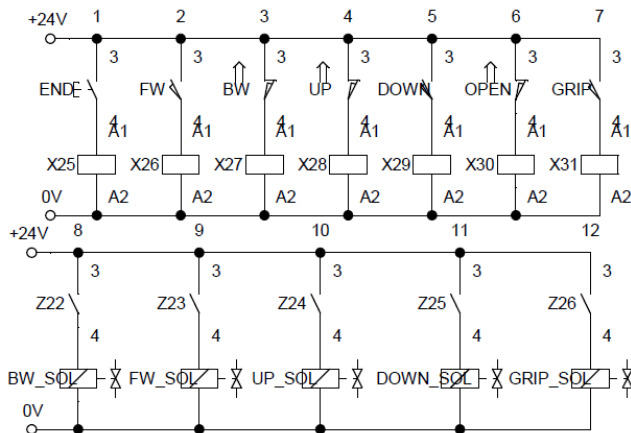 +24V 1 2 3 4 5 6 7
3 3 3 3 3 3 3
END FW BW UP DOWN OPEN GRIP
4 4 4 4 4 4 4
A1 A1 A1 A1 A1 A1 A1
X25 X26 X27 X28 X29 X30 X31
0V A2 A2 A2 A2 A2 A2 A2
+24V 8 9 10 11 12
3 3 3 3 3
Z22 Z23 Z24 Z25 Z26
4 4 4 4 4
BW_SOL FW_SOL UP_SOL DOWN_SOL GRIP_SOL
0V